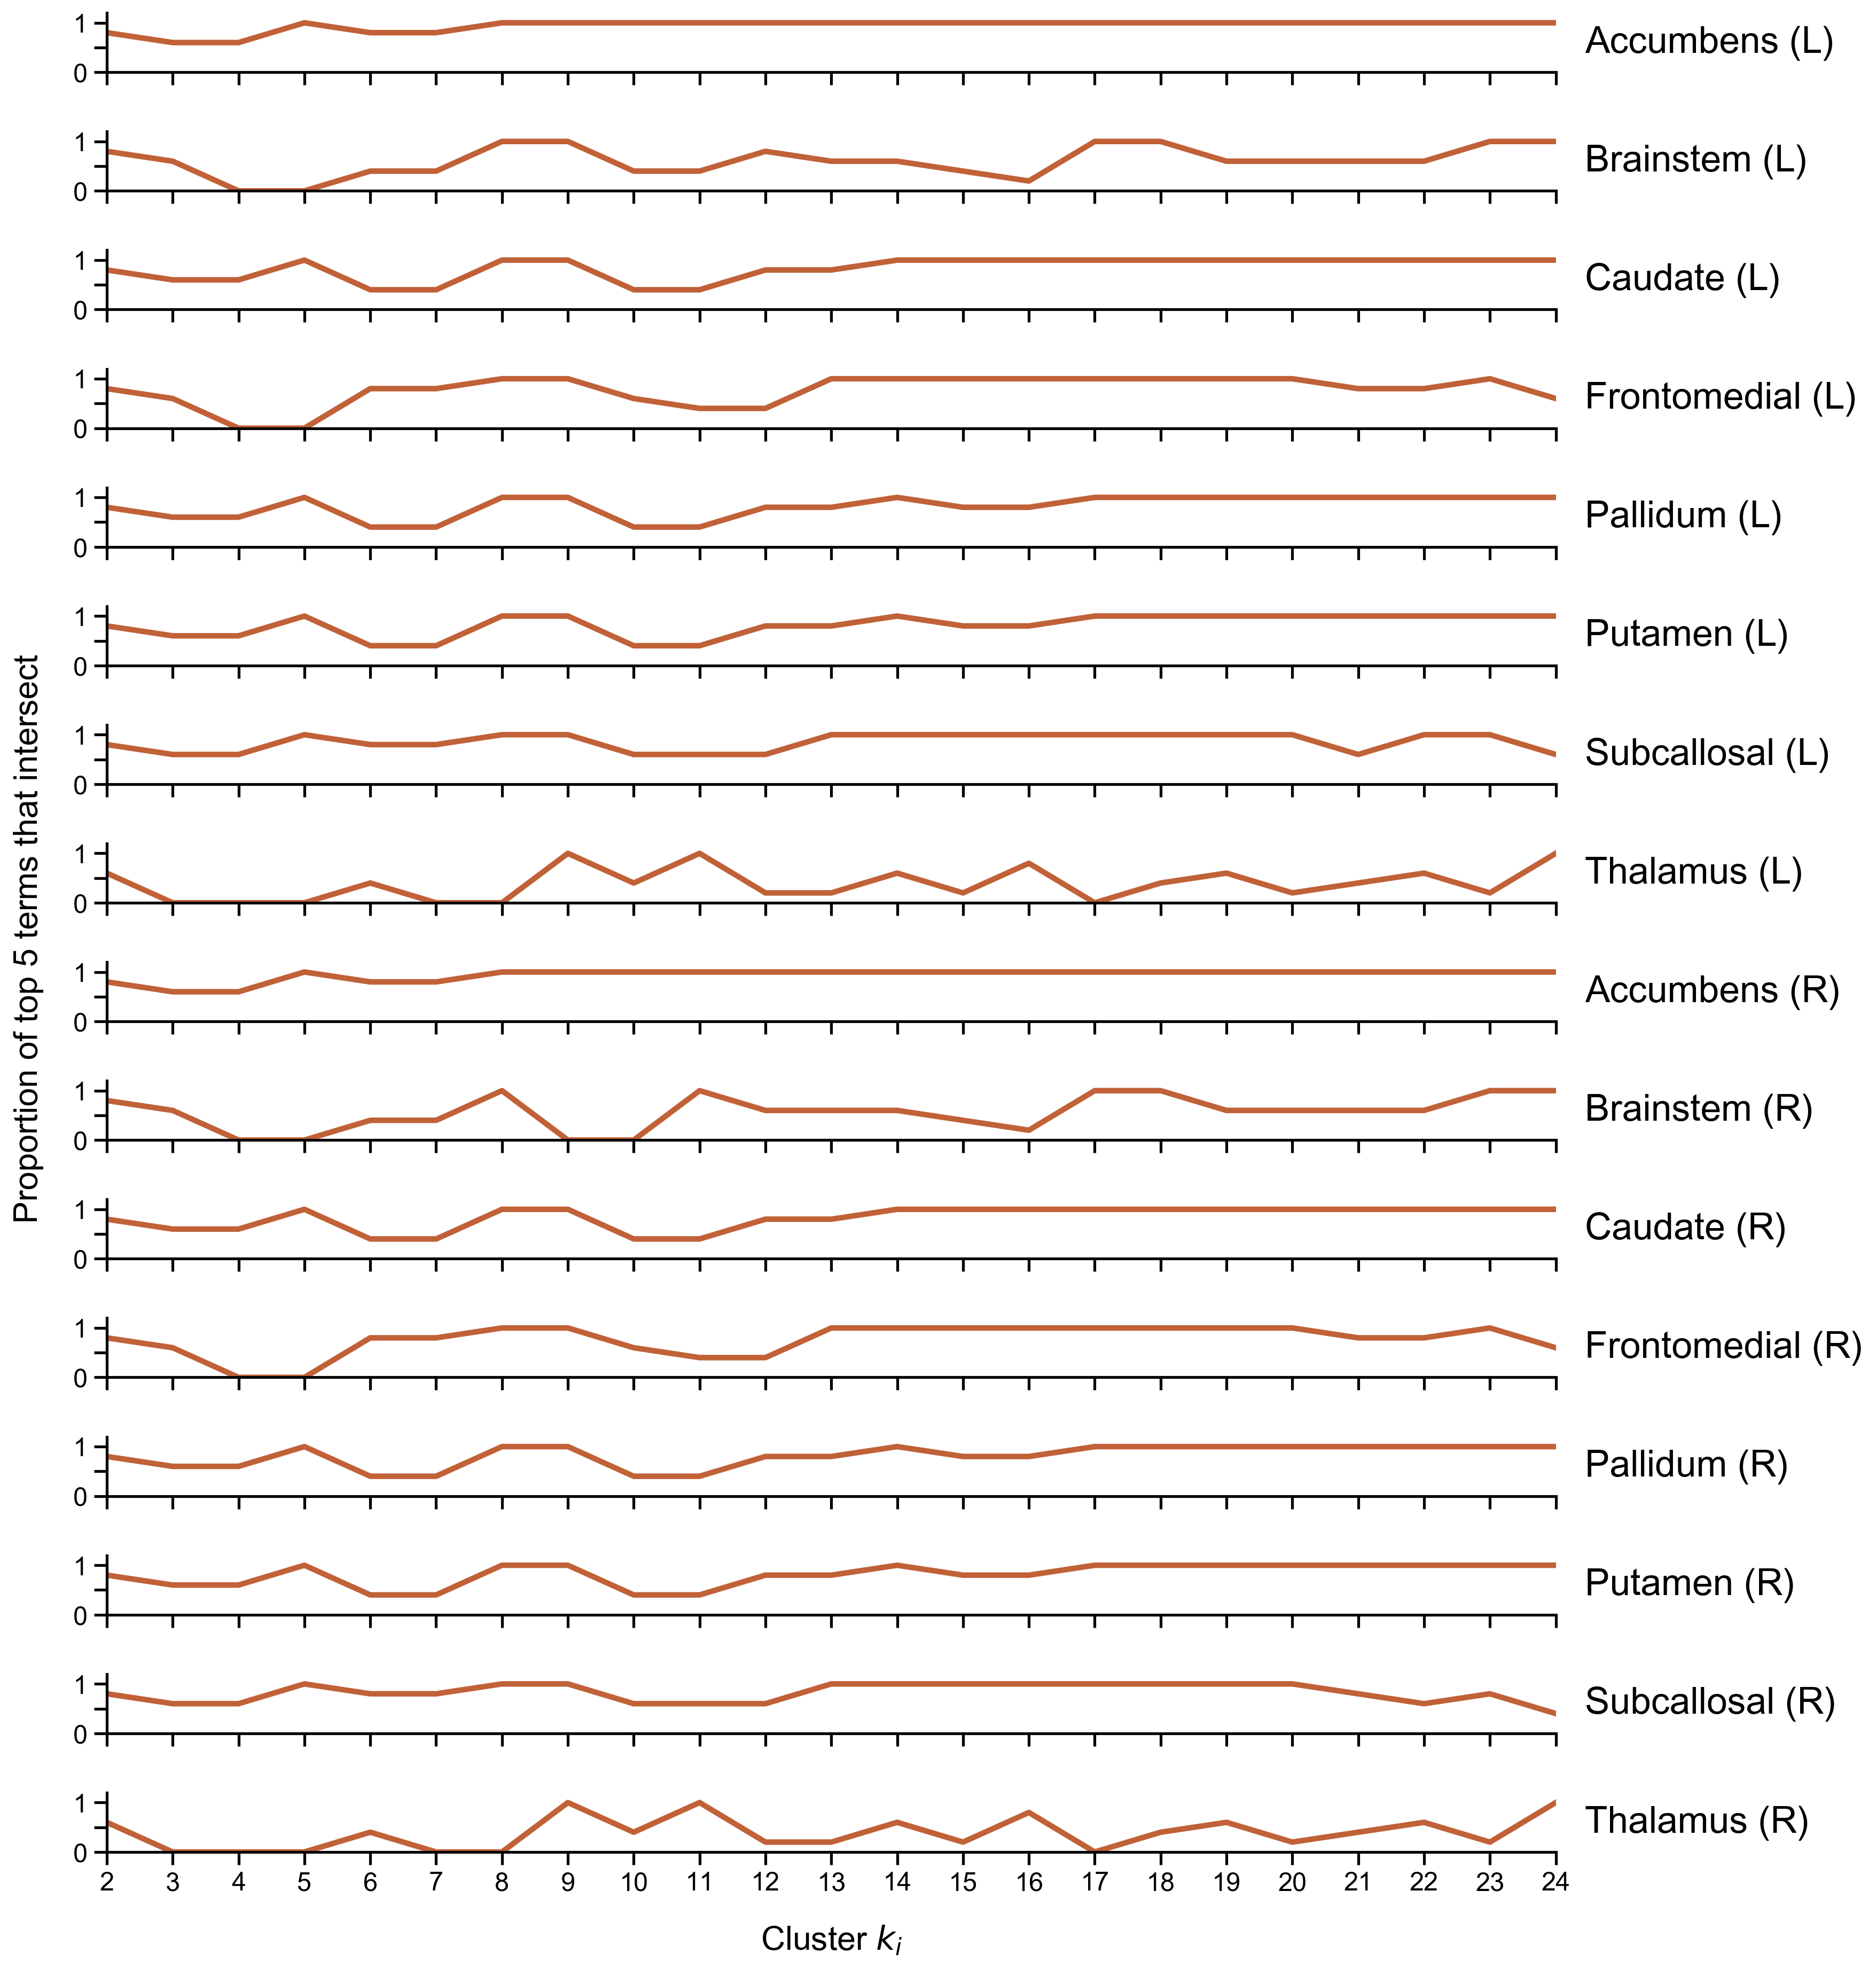 Proportion of top 5 terms that intersect
1
0
Accumbens (L)
1
0
Brainstem (L)
1
0
Caudate (L)
1
0
Frontomedial (L)
1
0
Pallidum (L)
1
0
Putamen (L)
1
0
Subcallosal (L)
1
0
Thalamus (L)
1
0
Accumbens (R)
1
0
Brainstem (R)
1
0
Caudate (R)
1
0
Frontomedial (R)
1
0
Pallidum (R)
1
0
Putamen (R)
1
0
Subcallosal (R)
1
0
Thalamus (R)
2 3 4 5 6 7 8 9 10 11 12 13 14 15 16 17 18 19 20 21 22 23 24
Cluster k_i